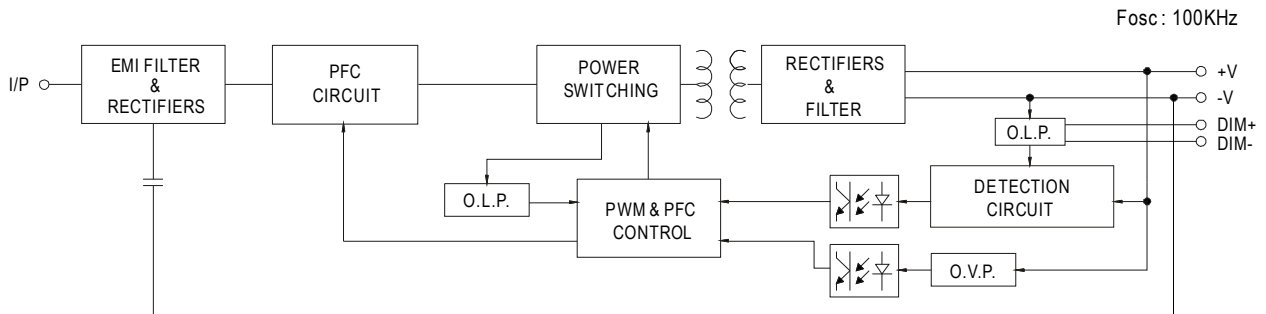 Fosc : 100KHz
I/P
EMI FILTER
&
RECTIFIERS
PFC
CIRCUIT
POWER
SWITCHING
RECTIFIERS
&
FILTER
+V
-V
DIM+
DIM-
O.L.P.
O.L.P.
PWM & PFC
CONTROL
DETECTION
CIRCUIT
O.V.P.